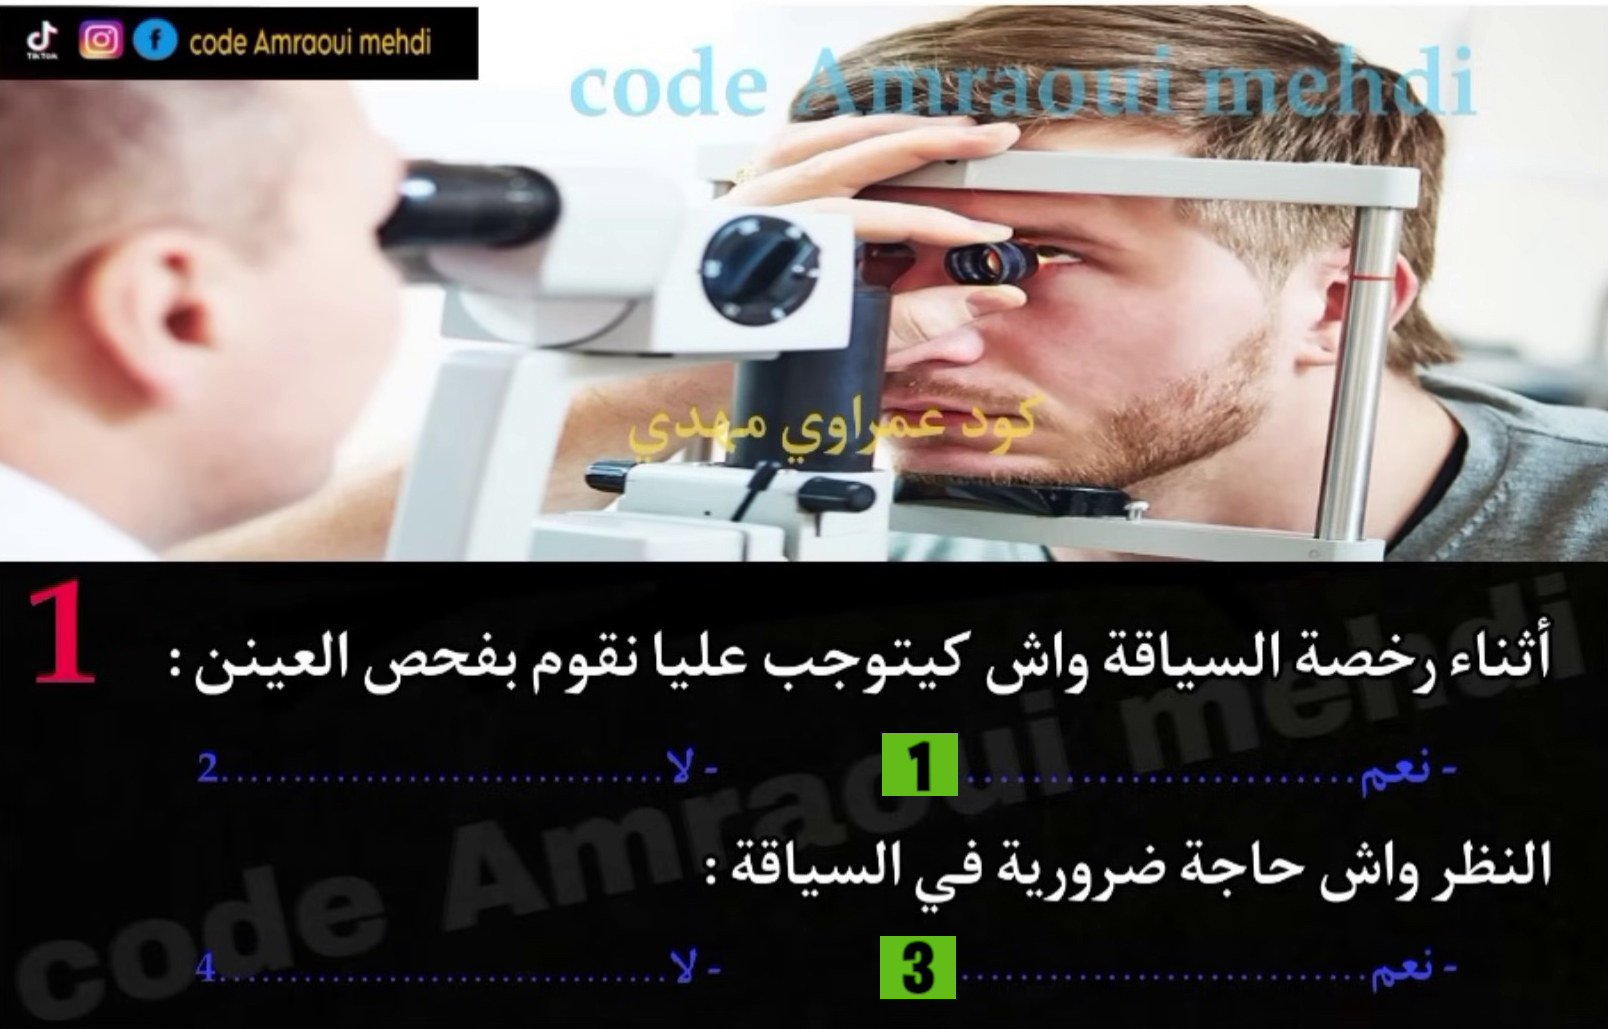 TikTok code Amraoui mehdi
code Amraoui mehdi
كود عمراوي مهدي
1
أثناء رخصة السياقة واش كيتوجب عليا نقوم بفحص العينن :
- نعم........................... 1 - لا...............................2
النظر واش حاجة ضرورية في السياقة :
- نعم............................ 3 - لا...............................4
code Amraoui mehdi